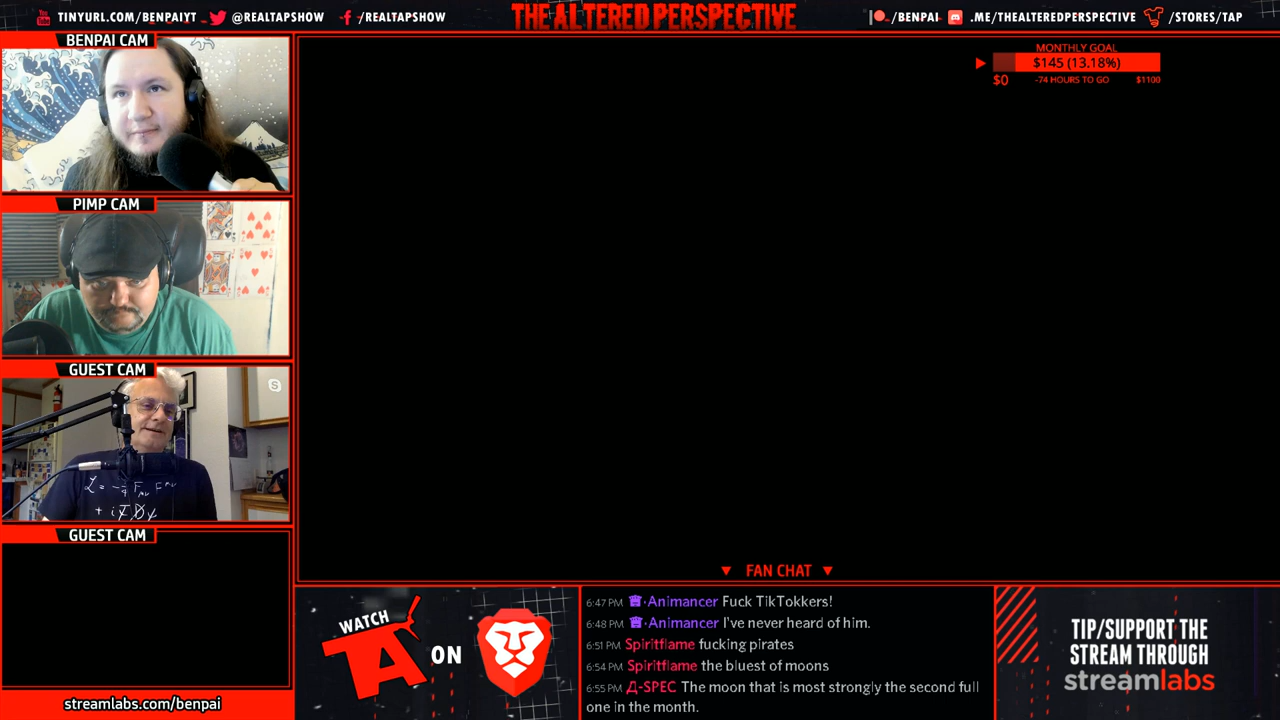 TINYURL.COM/BENPAIYT
@REALTAPSHOW
/REALTAPSHOW
THE ALTERED PERSPECTIVE
/BENPAI
.ME/THEALTEREDPERSPECTIVE
/STORES/TAP
BENPAI CAM
MONTHLY GOAL
$145 (13.18%)
$0
-74 HOURS TO GO
$1100
PIMP CAM
GUEST CAM
GUEST CAM
▼ FAN CHAT ▼
6:47 PM Animancer Fuck TikTokkers!
6:48 PM Animancer I've never heard of him.
6:51 PM Spiritflame fucking pirates
6:54 PM Spiritflame the bluest of moons
6:55 PM Д-SPEC The moon that is most strongly the second full
one in the month.
WATCH
TA ON
TIP/SUPPORT THE
STREAM THROUGH
streamlabs
streamlabs.com/benpai